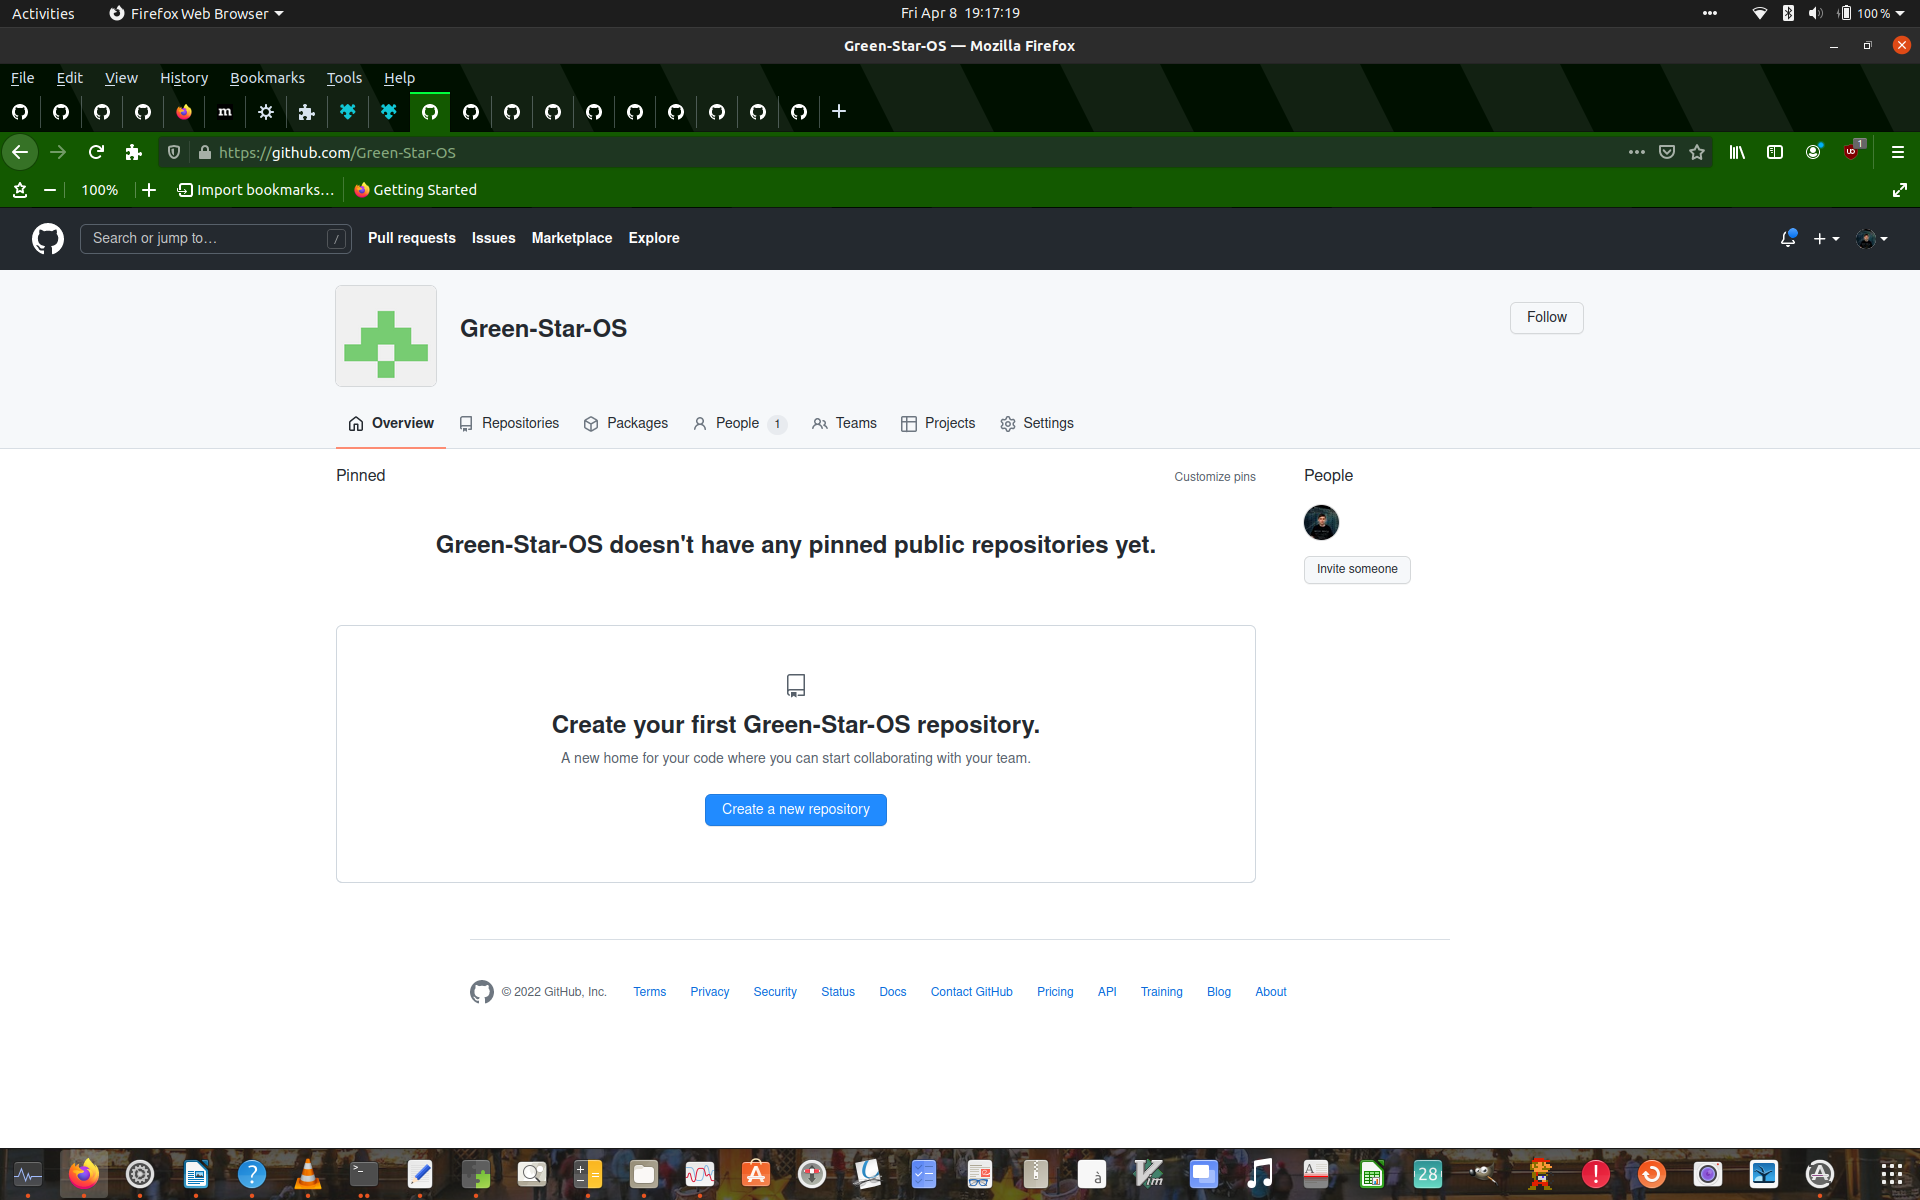 Activities Firefox Web Browser Fri Apr 8 19:17:19 100 %
Green-Star-OS — Mozilla Firefox
File Edit View History Bookmarks Tools Help
m
https://github.com/Green-Star-OS 1
100% Import bookmarks... Getting Started
Search or jump to... / Pull requests Issues Marketplace Explore
Green-Star-OS Follow
Overview Repositories Packages People 1 Teams Projects Settings
Pinned Customize pins People
Green-Star-OS doesn't have any pinned public repositories yet.
Invite someone
Create your first Green-Star-OS repository.
A new home for your code where you can start collaborating with your team.
Create a new repository
© 2022 GitHub, Inc. Terms Privacy Security Status Docs Contact GitHub Pricing API Training Blog About
à Vim A 28